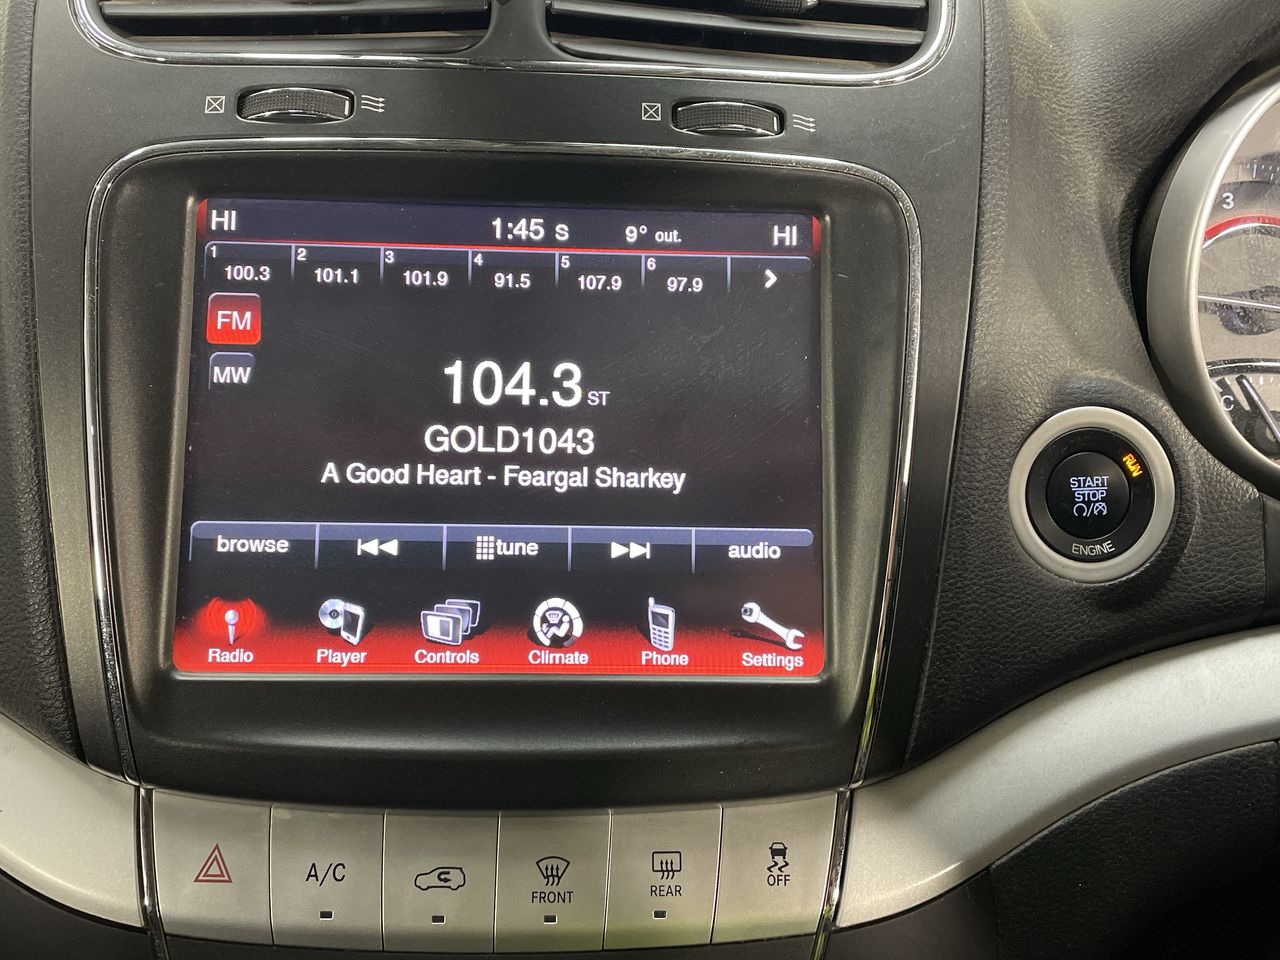 HI 1:45 S 9° out. HI
1 100.3 2 101.1 3 101.9 4 91.5 5 107.9 6 97.9
FM
MW
104.3 ST
GOLD1043
A Good Heart - Feargal Sharkey
browse tune audio
Radio Player Controls Climate Phone Settings
RUN
START
STOP
ENGINE
3
C
A/C
FRONT
REAR
OFF